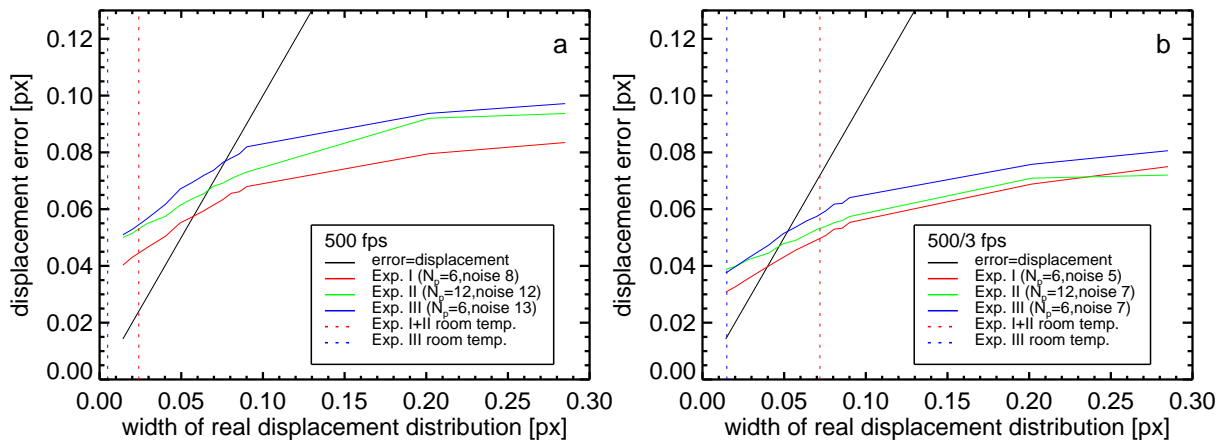 a
displacement error [px]
0.12
0.10
0.08
0.06
0.04
0.02
0.00
500 fps
error=displacement
Exp. I (Np=6,noise 8)
Exp. II (Np=12,noise 12)
Exp. III (Np=6,noise 13)
Exp. I+II room temp.
Exp. III room temp.
0.00 0.05 0.10 0.15 0.20 0.25 0.30
width of real displacement distribution [px]
b
displacement error [px]
0.12
0.10
0.08
0.06
0.04
0.02
0.00
500/3 fps
error=displacement
Exp. I (Np=6,noise 5)
Exp. II (Np=12,noise 7)
Exp. III (Np=6,noise 7)
Exp. I+II room temp.
Exp. III room temp.
0.00 0.05 0.10 0.15 0.20 0.25 0.30
width of real displacement distribution [px]